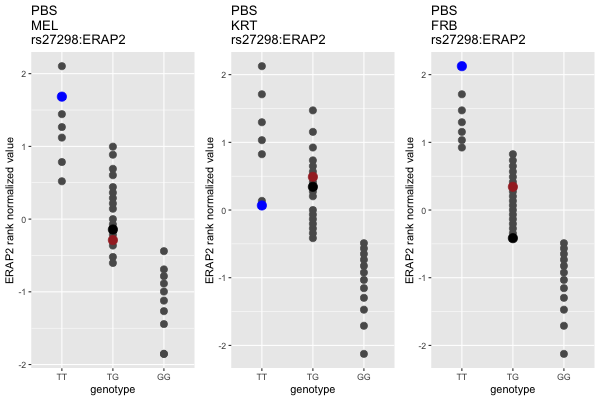 PBS
MEL
rs27298:ERAP2
ERAP2 rank normalized value
2
1
0
-1
-2
TT
TG
GG
genotype
PBS
KRT
rs27298:ERAP2
ERAP2 rank normalized value
2
1
0
-1
-2
TT
TG
GG
genotype
PBS
FRB
rs27298:ERAP2
ERAP2 rank normalized value
2
1
0
-1
-2
TT
TG
GG
genotype